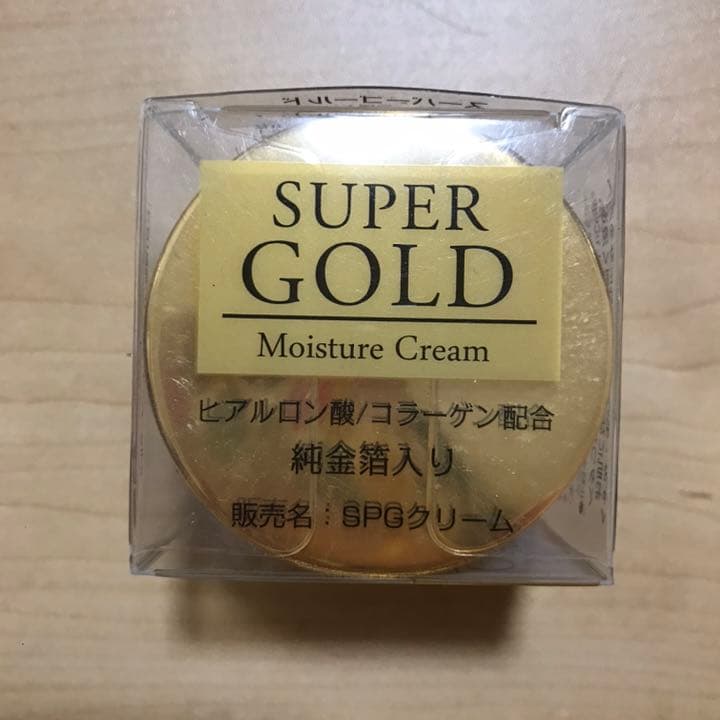 SUPER
GOLD
Moisture Cream
ヒアルロン酸/コラーゲン配合
純金箔入り
販売名：SPGクリーム